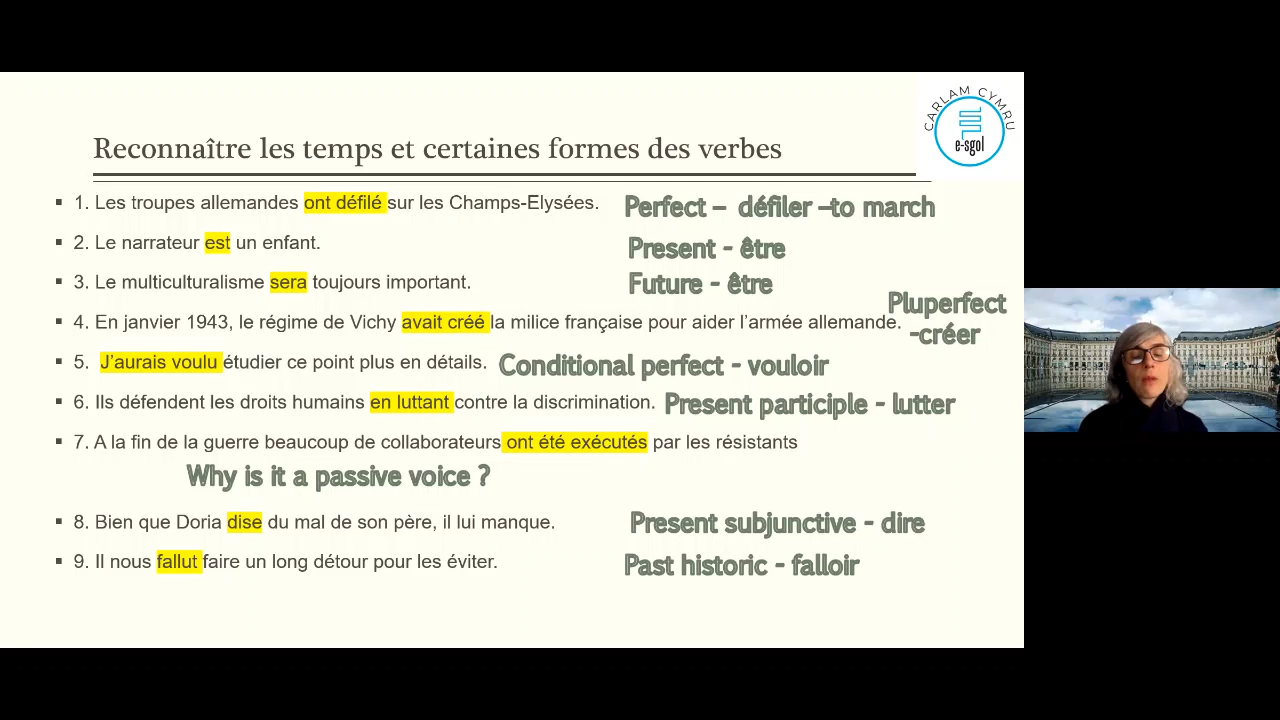 CARLAM CYMRU
e-sgol
Reconnaître les temps et certaines formes des verbes
▪ 1. Les troupes allemandes ont défilé sur les Champs-Elysées. Perfect – défiler –to march
▪ 2. Le narrateur est un enfant. Present - être
▪ 3. Le multiculturalisme sera toujours important. Future - être
▪ 4. En janvier 1943, le régime de Vichy avait créé la milice française pour aider l’armée allemande. Pluperfect
-créer
▪ 5. J’aurais voulu étudier ce point plus en détails. Conditional perfect - vouloir
▪ 6. Ils défendent les droits humains en luttant contre la discrimination. Present participle - lutter
▪ 7. A la fin de la guerre beaucoup de collaborateurs ont été exécutés par les résistants
Why is it a passive voice ?
▪ 8. Bien que Doria dise du mal de son père, il lui manque. Present subjunctive - dire
▪ 9. Il nous fallut faire un long détour pour les éviter. Past historic - falloir